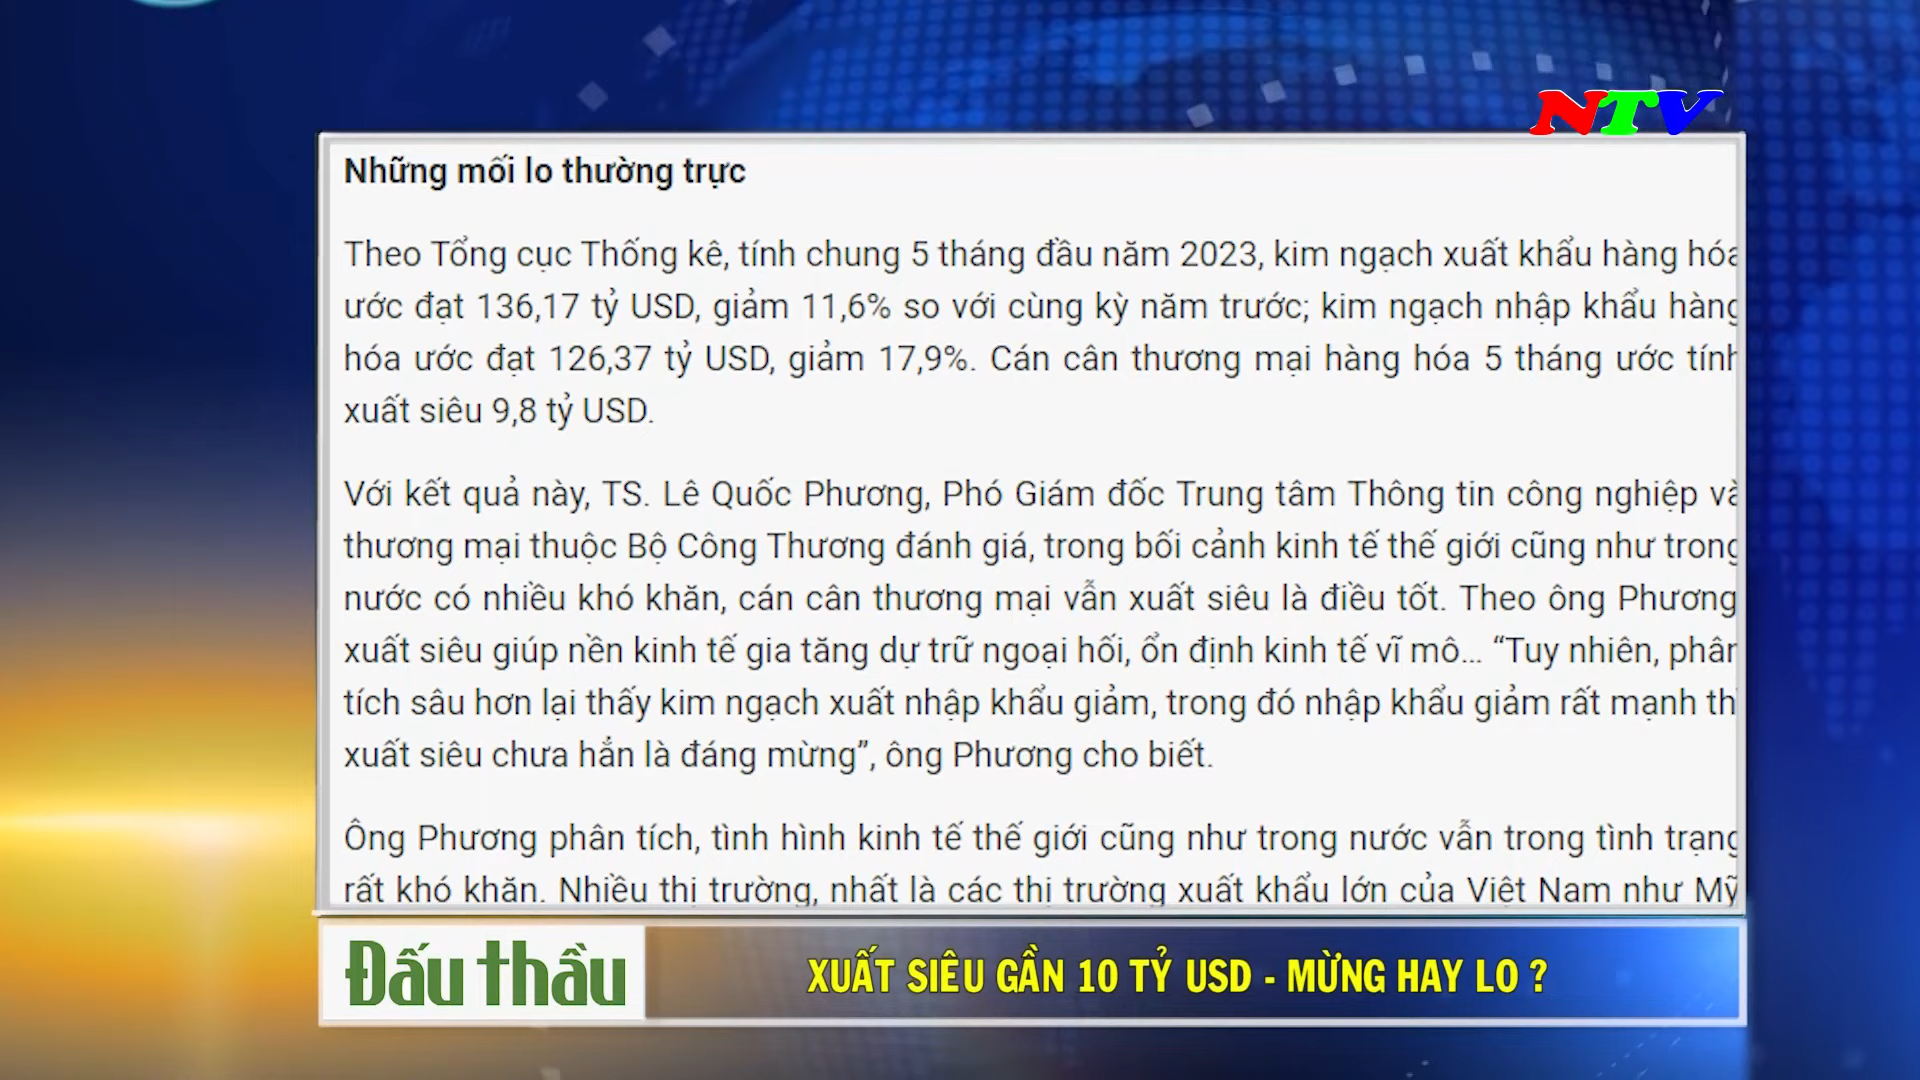 NTV
Những mối lo thường trực
Theo Tổng cục Thống kê, tính chung 5 tháng đầu năm 2023, kim ngạch xuất khẩu hàng hóa
ước đạt 136,17 tỷ USD, giảm 11,6% so với cùng kỳ năm trước; kim ngạch nhập khẩu hàng
hóa ước đạt 126,37 tỷ USD, giảm 17,9%. Cán cân thương mại hàng hóa 5 tháng ước tính
xuất siêu 9,8 tỷ USD.
Với kết quả này, TS. Lê Quốc Phương, Phó Giám đốc Trung tâm Thông tin công nghiệp và
thương mại thuộc Bộ Công Thương đánh giá, trong bối cảnh kinh tế thế giới cũng như trong
nước có nhiều khó khăn, cán cân thương mại vẫn xuất siêu là điều tốt. Theo ông Phương
xuất siêu giúp nền kinh tế gia tăng dự trữ ngoại hối, ổn định kinh tế vĩ mô... “Tuy nhiên, phân
tích sâu hơn lại thấy kim ngạch xuất nhập khẩu giảm, trong đó nhập khẩu giảm rất mạnh th
xuất siêu chưa hẳn là đáng mừng”, ông Phương cho biết.
Ông Phương phân tích, tình hình kinh tế thế giới cũng như trong nước vẫn trong tình trạng
rất khó khăn. Nhiều thị trường, nhất là các thị trường xuất khẩu lớn của Việt Nam như Mỹ
Đấu thầu
XUẤT SIÊU GẦN 10 TỶ USD - MỪNG HAY LO ?